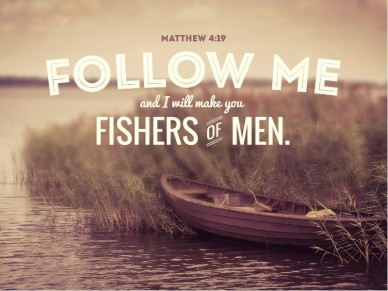 MATTHEW 4:19
FOLLOW ME
and I will make you
FISHERS OF MEN.